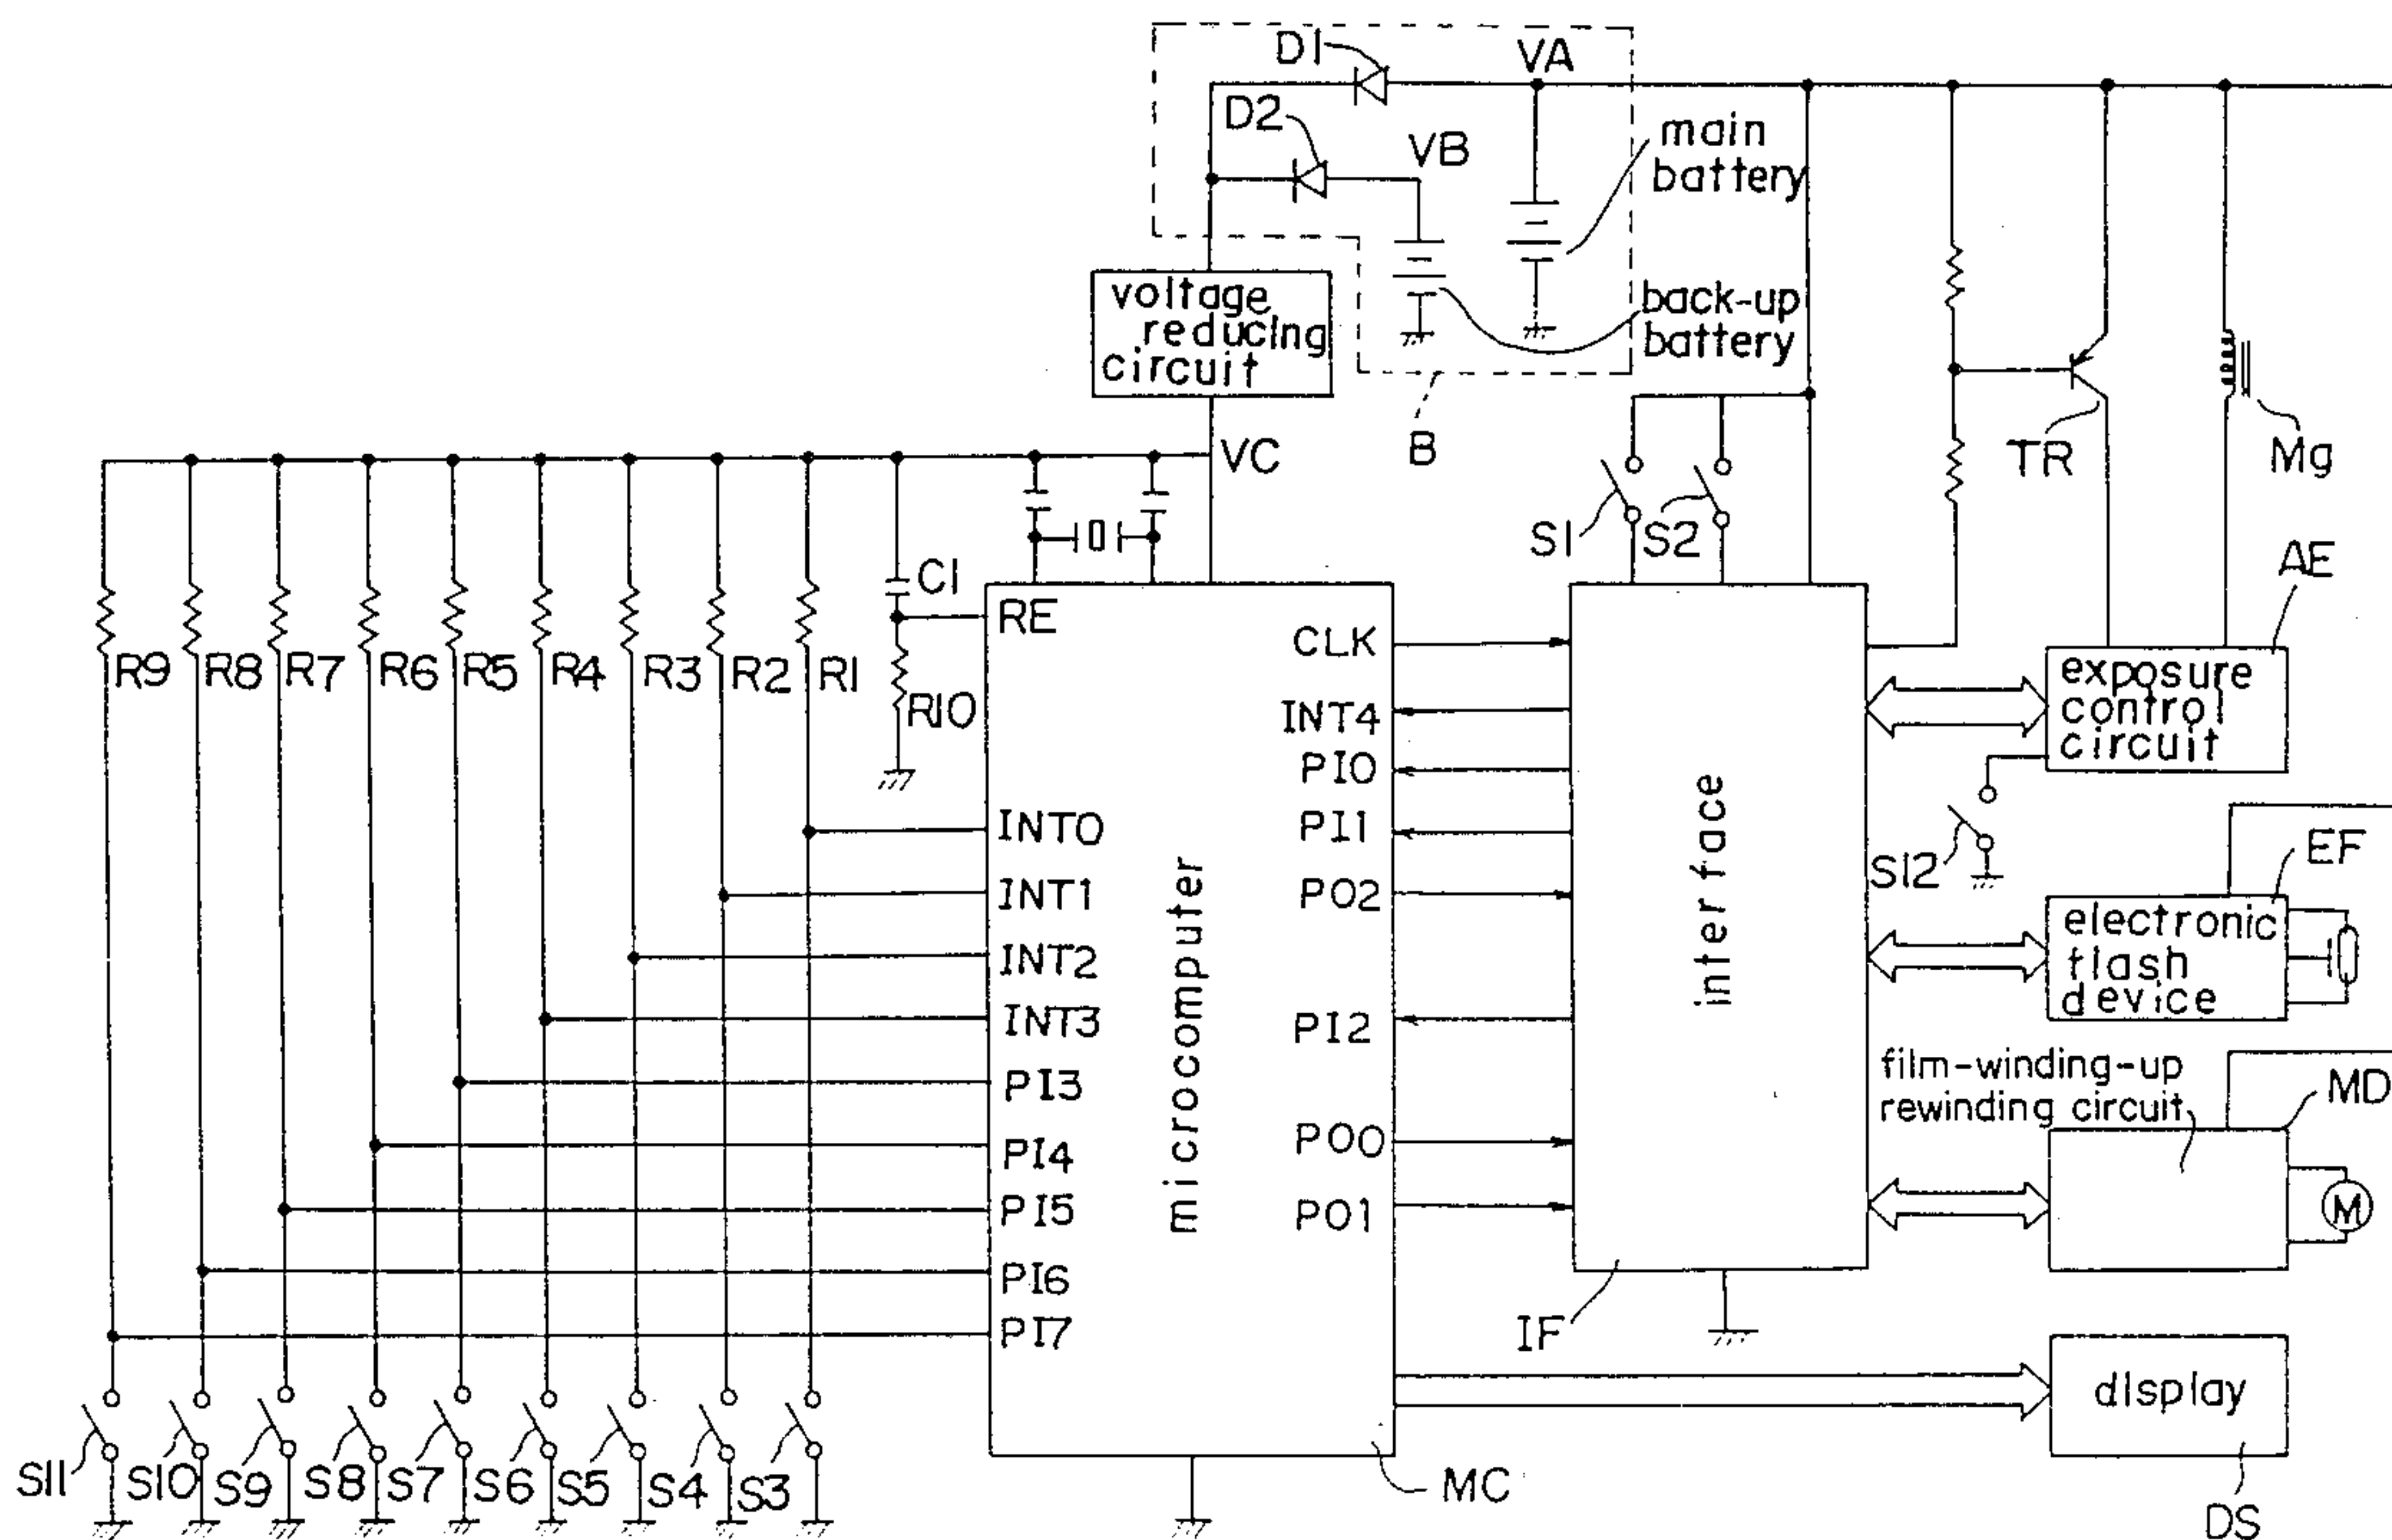 D1
VA
D2
VB
main
battery
voltage
reducing
circuit
back-up
battery
B
VC
TR
Mg
S1
S2
AE
C1
RE
CLK
R9
R8
R7
R6
R5
R4
R3
R2
R1
R10
exposure
control
circuit
INT4
PI0
PI1
PO2
INT0
INT1
INT2
INT3
PI3
PI4
PI5
PI6
PI7
microcomputer
interface
S12
EF
electronic
flash
device
PI2
film-winding-up
rewinding circuit
MD
PO0
PO1
M
IF
display
S11
S10
S9
S8
S7
S6
S5
S4
S3
MC
DS